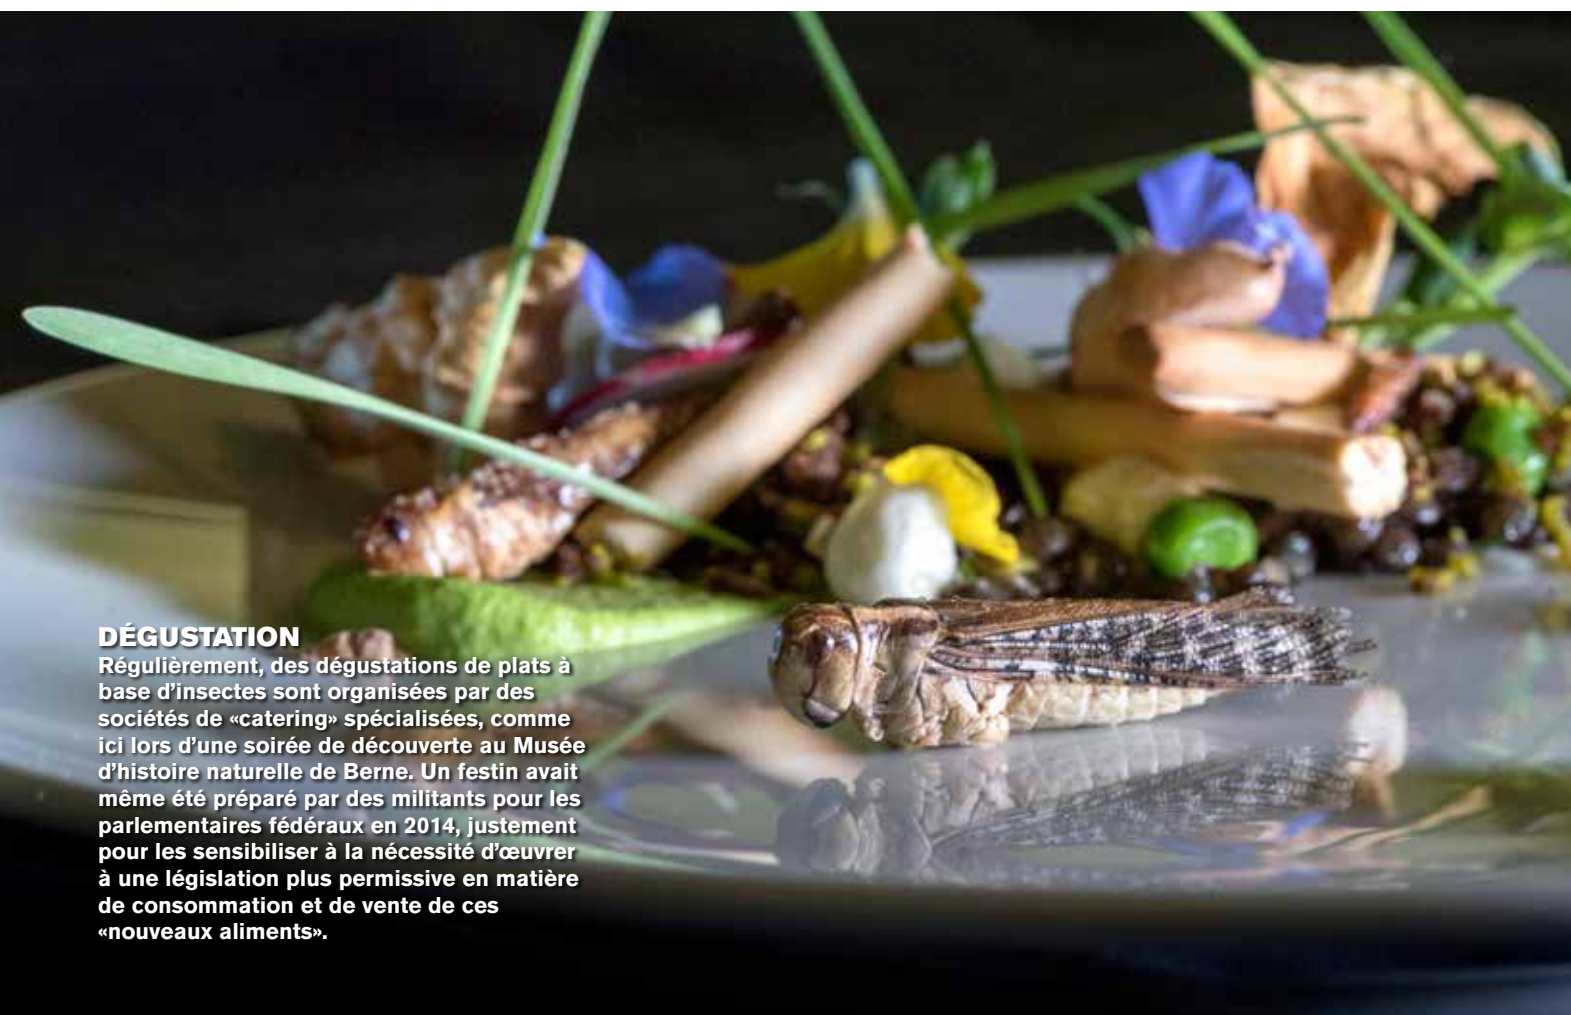 DÉGUSTATION
Régulièrement, des dégustations de plats à
base d’insectes sont organisées par des
sociétés de «catering» spécialisées, comme
ici lors d’une soirée de découverte au Musée
d’histoire naturelle de Berne. Un festin avait
même été préparé par des militants pour les
parlementaires fédéraux en 2014, justement
pour les sensibiliser à la nécessité d’œuvrer
à une législation plus permissive en matière
de consommation et de vente de ces
«nouveaux aliments».